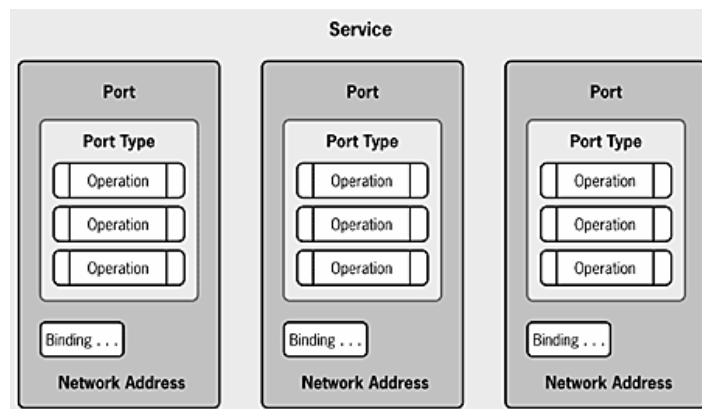 Service
Port
Port Type
Operation
Operation
Operation
Binding . . .
Network Address
Port
Port Type
Operation
Operation
Operation
Binding . . .
Network Address
Port
Port Type
Operation
Operation
Operation
Binding . . .
Network Address